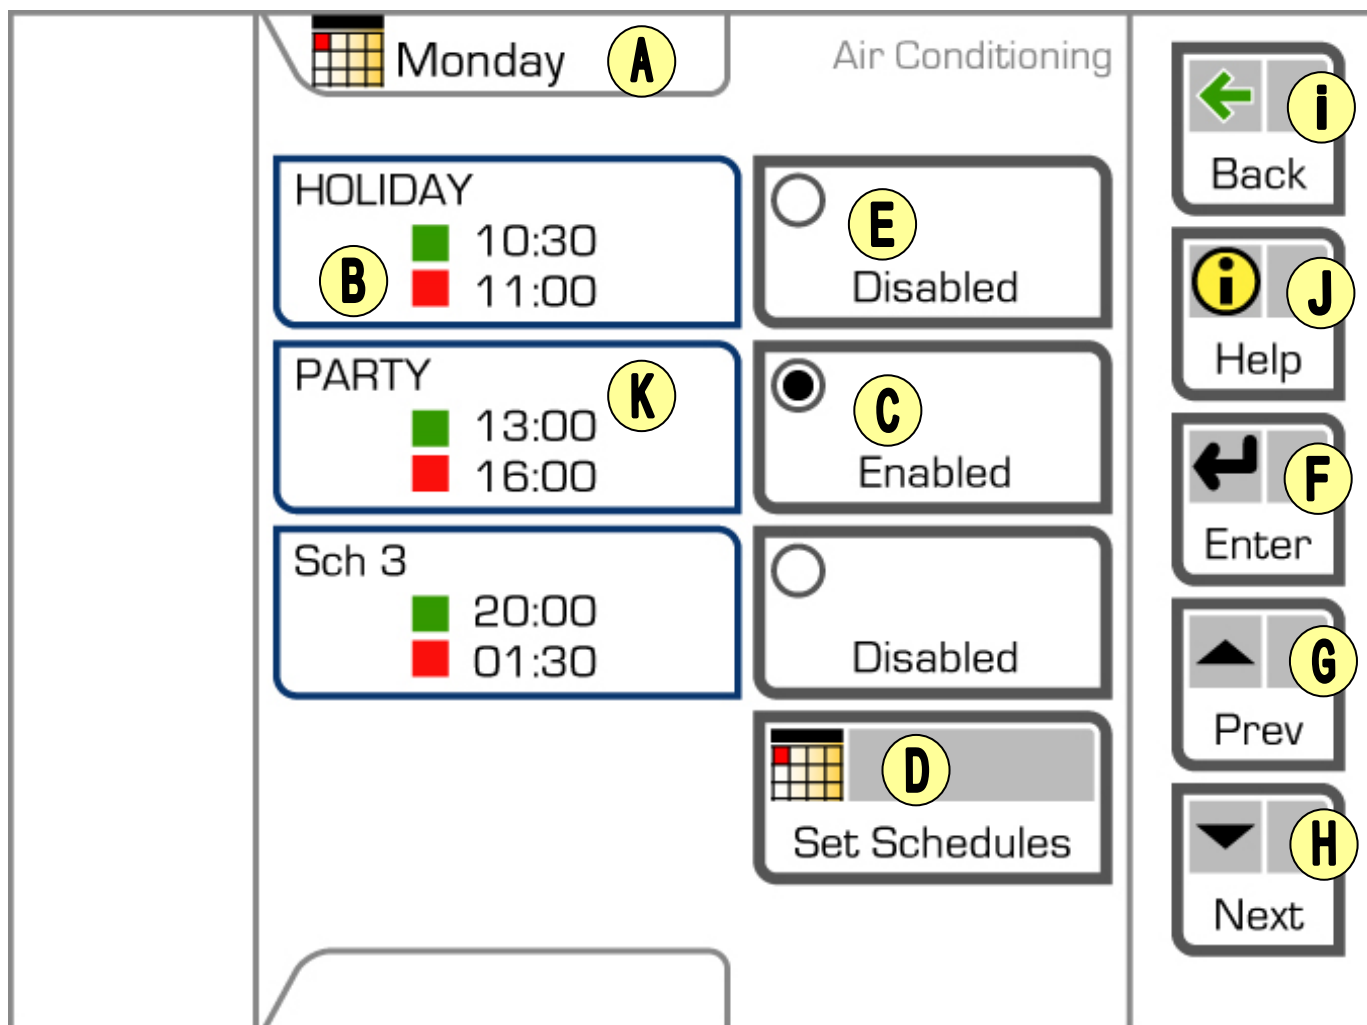 Monday A
Air Conditioning
HOLIDAY
10:30
B
11:00
E
Disabled
PARTY
K
13:00
16:00
C
Enabled
Sch 3
20:00
01:30
Disabled
D
Set Schedules
i
Back
i J
Help
F
Enter
G
Prev
H
Next